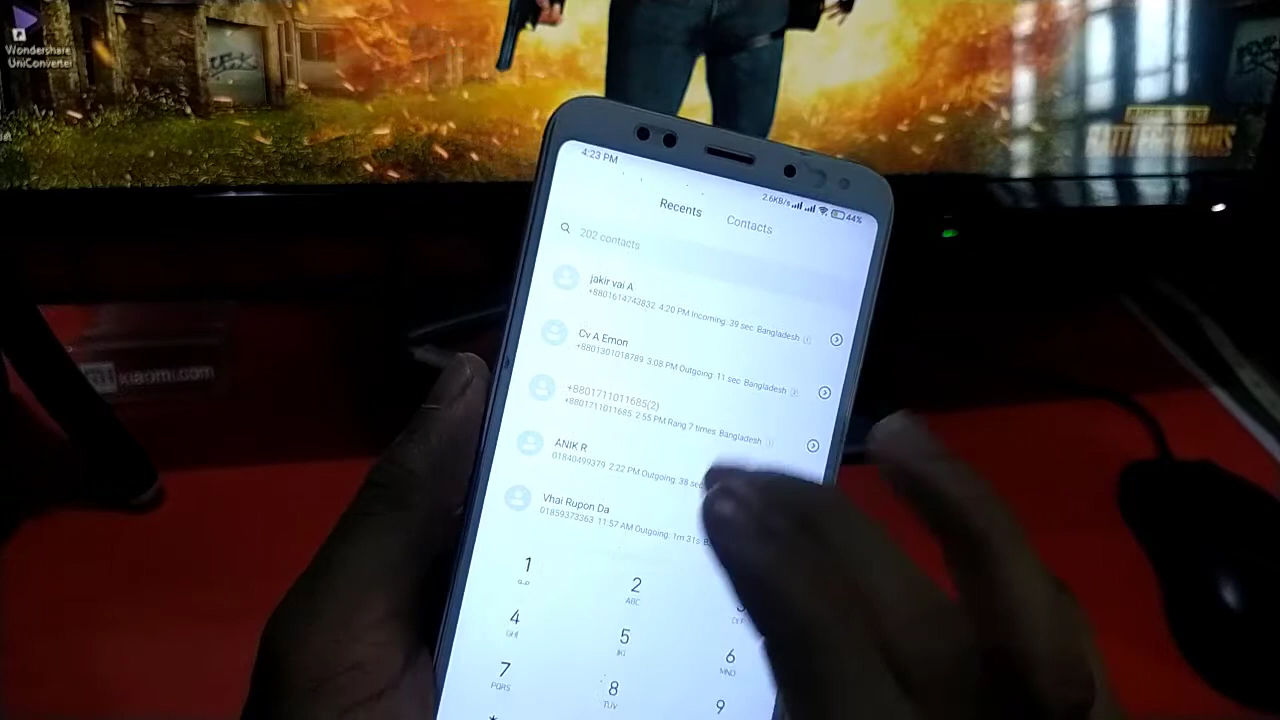 Wondershare
UniConverter
BATTLEGROUNDS
4:23 PM
2.6KB/s 44%
Recents Contacts
202 contacts
jakir vai A
+8801614743832 4:20 PM Incoming 39 sec Bangladesh
Cv A Emon
+8801301018789 3:08 PM Outgoing 11 sec Bangladesh
+8801711011685(2)
+8801711011685 2:55 PM Rang 7 times Bangladesh
ANIK R
01840499379 2:22 PM Outgoing 38 sec
Vhai Rupon Da
01859373363 11:57 AM Outgoing 1m 31s B
xiaomi.com
1 2 3
ABC
4 5 6
GHI JKL MNO
7 8 9
PQRS TUV
*